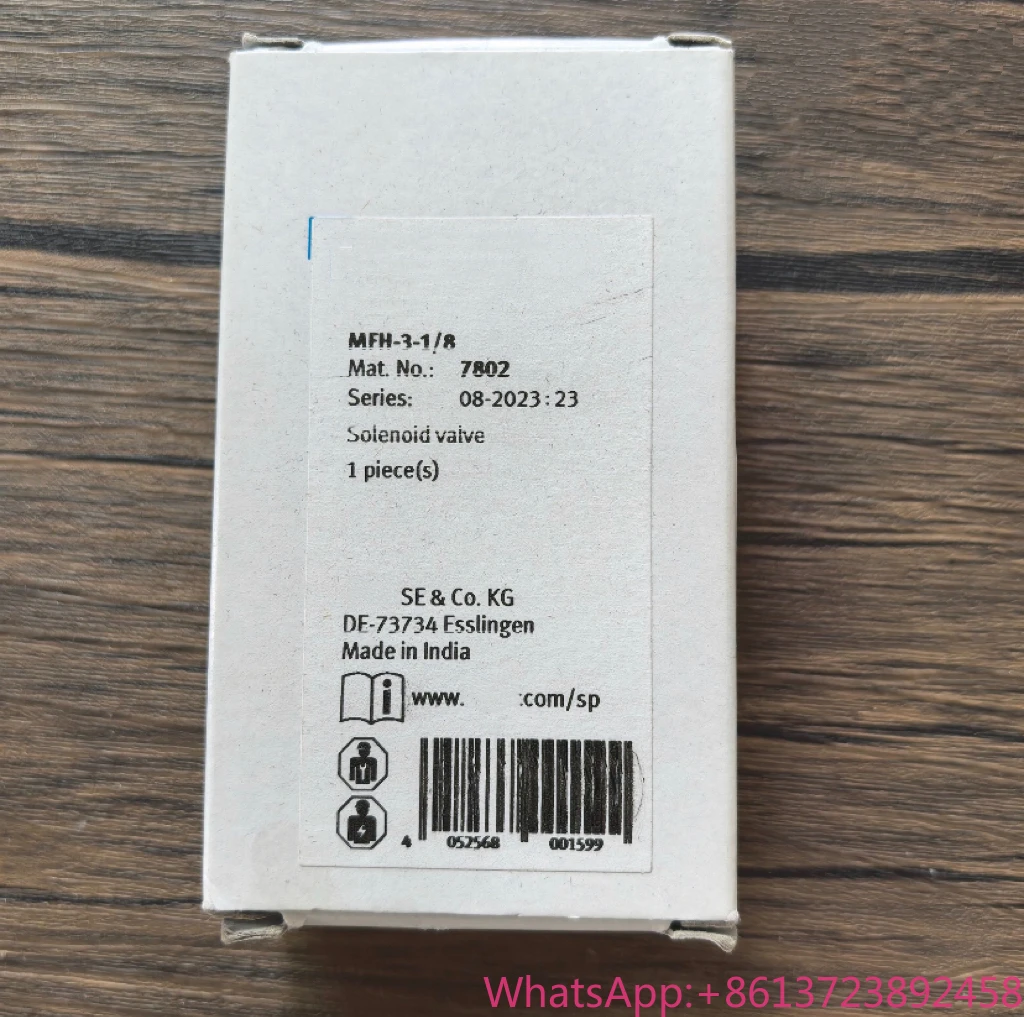 MFH-3-1/8
Mat. No.: 7802
Series: 08-2023:23
Solenoid valve
1 piece(s)
SE & Co. KG
DE-73734 Esslingen
Made in India
www. .com/sp
4 052568 001599
WhatsApp:+8613723892458